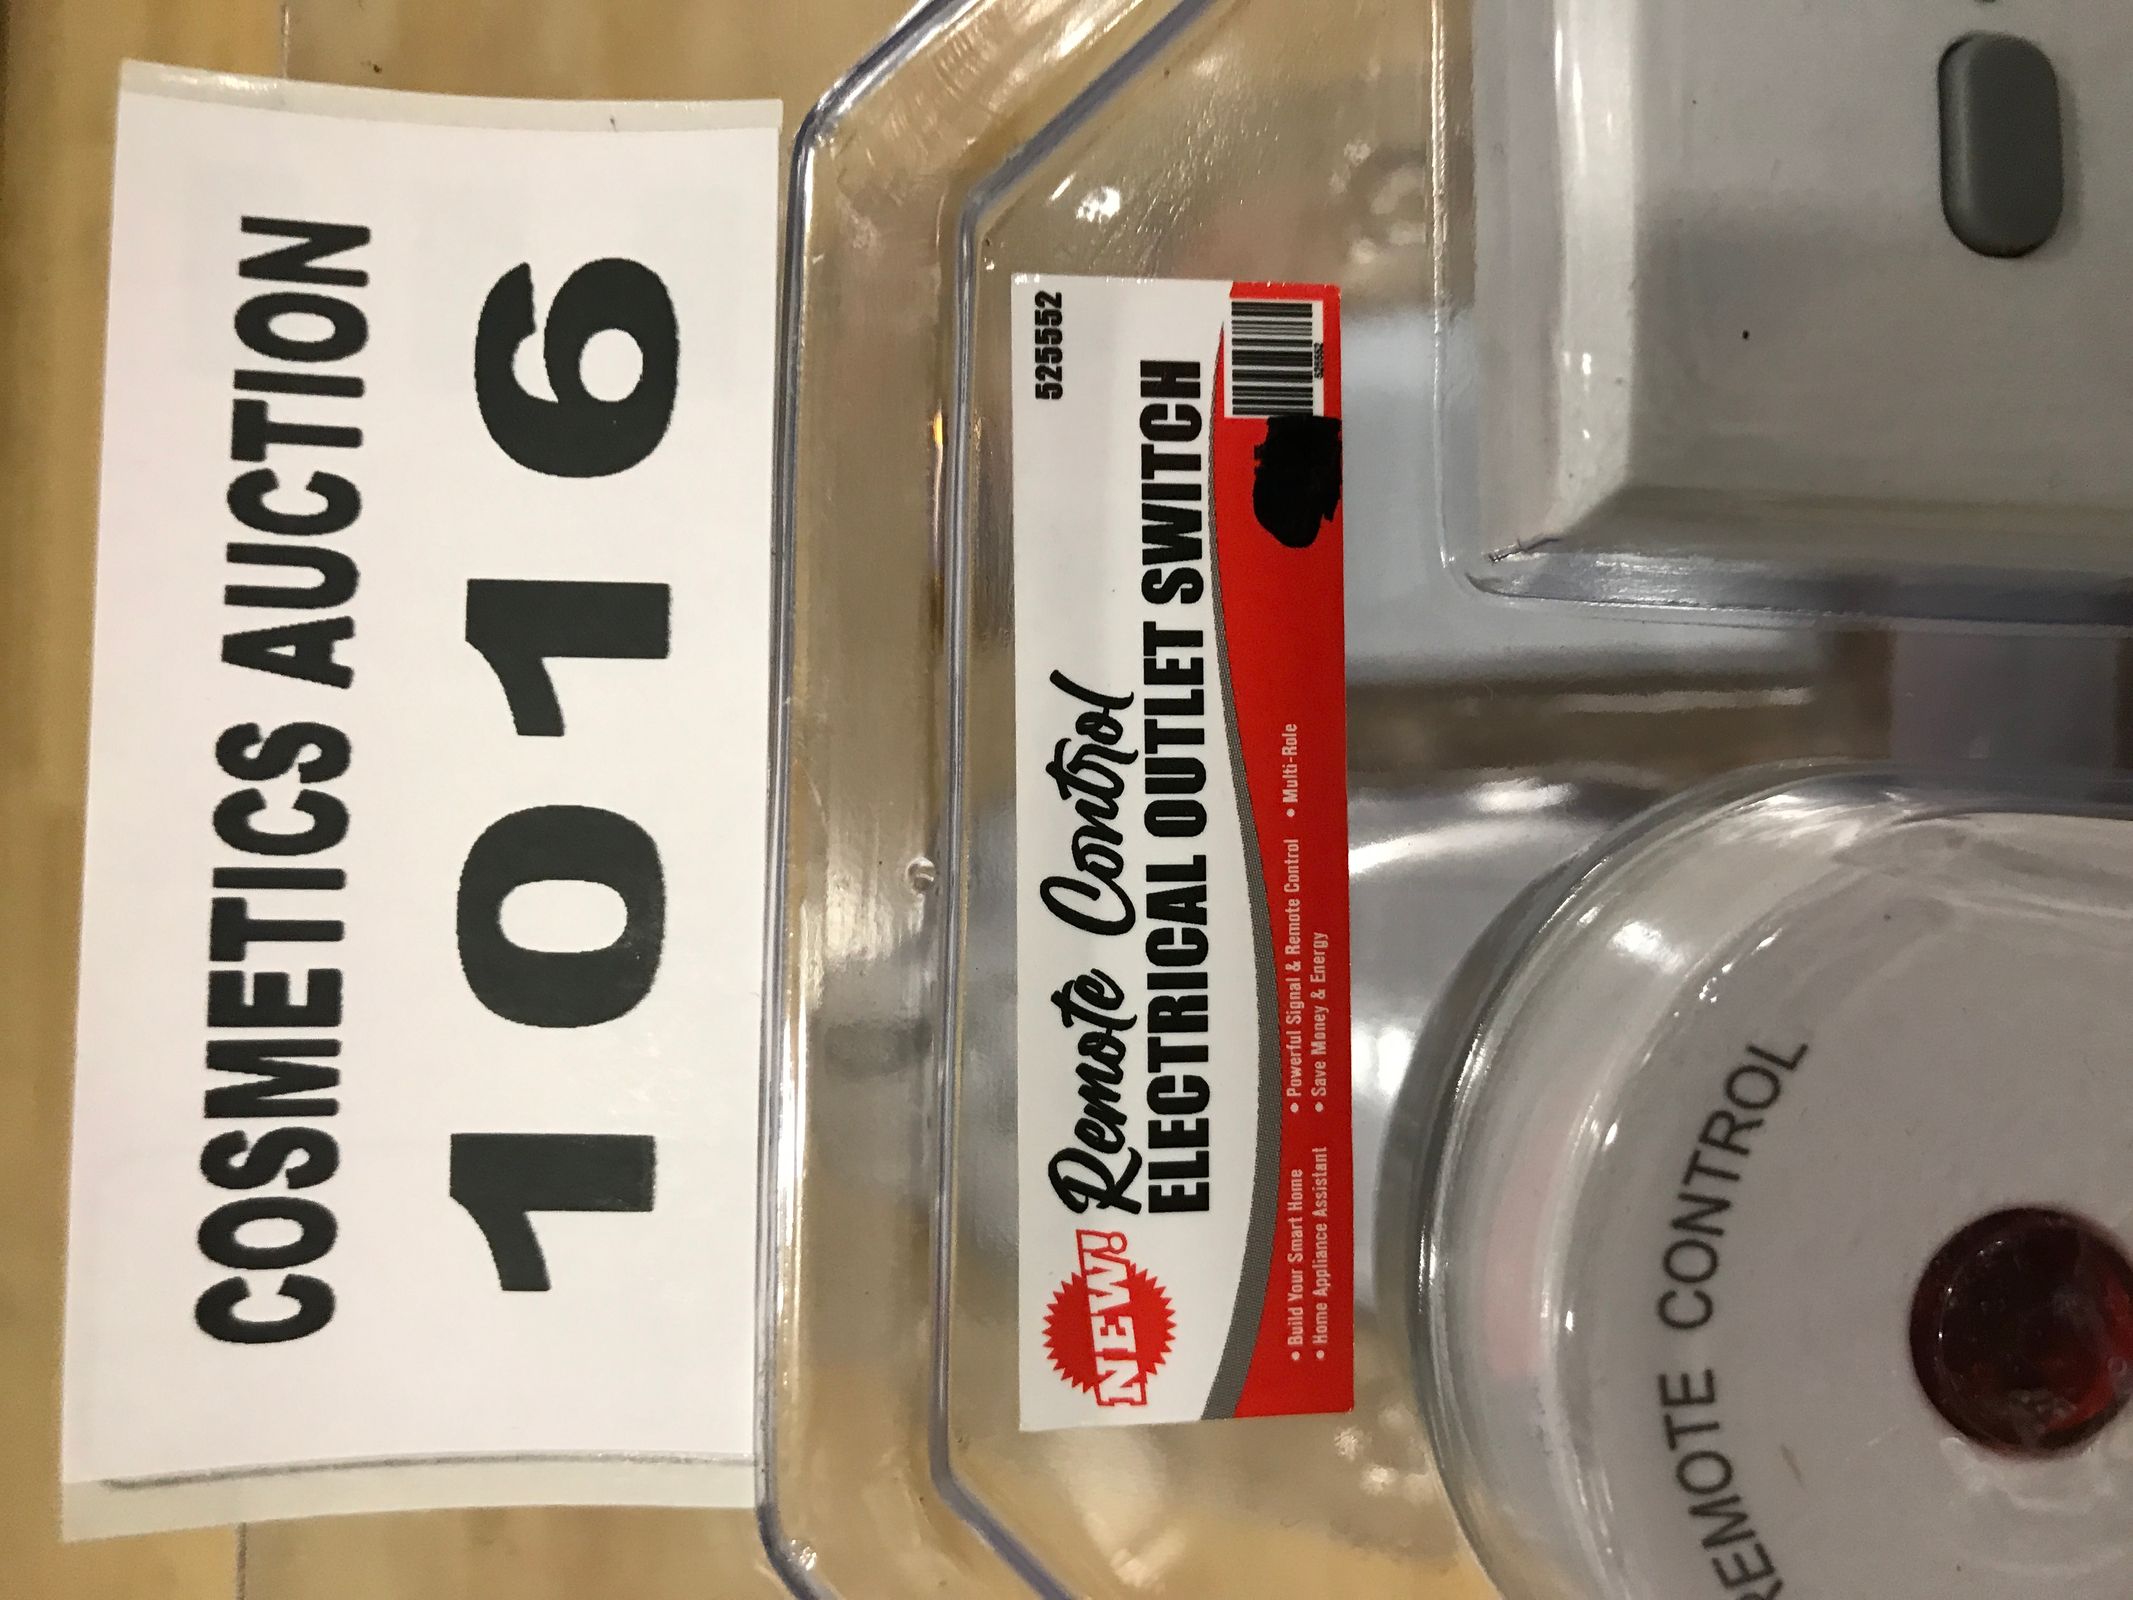 COSMETICS AUCTION
1016
525552
NEW! Remote Control
ELECTRICAL OUTLET SWITCH
525552
• Build Your Smart Home • Powerful Signal & Remote Control • Multi-Role
• Home Appliance Assistant • Save Money & Energy
REMOTE CONTROL